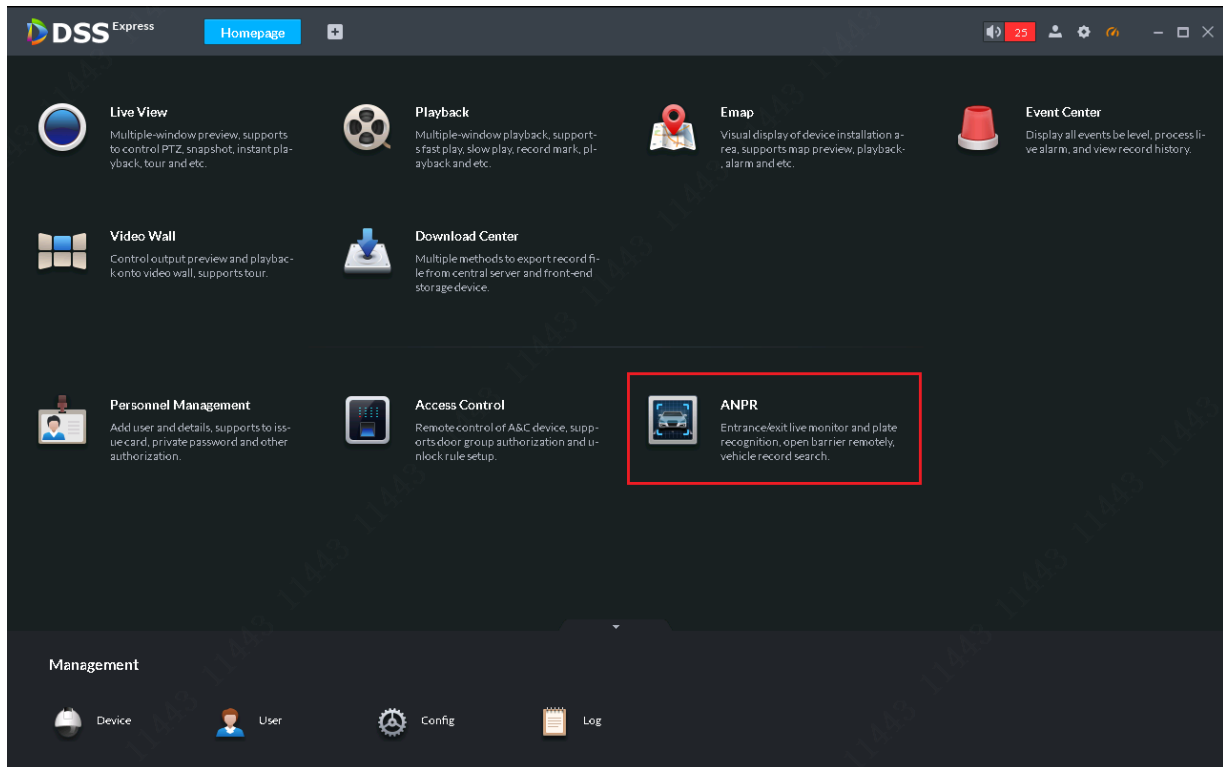 DSS Express
Homepage
25
Live View
Multiple-window preview, supports
to control PTZ, snapshot, instant pla-
yback, tour and etc.
Playback
Multiple-window playback, support-
s fast play, slow play, record mark, pl-
ayback and etc.
Emap
Visual display of device installation a-
rea, supports map preview, playback-
, alarm and etc.
Event Center
Display all events be level, process li-
ve alarm, and view record history.
Video Wall
Control output preview and playbac-
k onto video wall, supports tour.
Download Center
Multiple methods to export record fi-
le from central server and front-end
storage device.
Personnel Management
Add user and details, supports to iss-
ue card, private password and other
authorization.
Access Control
Remote control of A&C device, supp-
orts door group authorization and u-
nlock rule setup.
ANPR
Entrance/exit live monitor and plate
recognition, open barrier remotely,
vehicle record search.
Management
Device
User
Config
Log
11443 11443